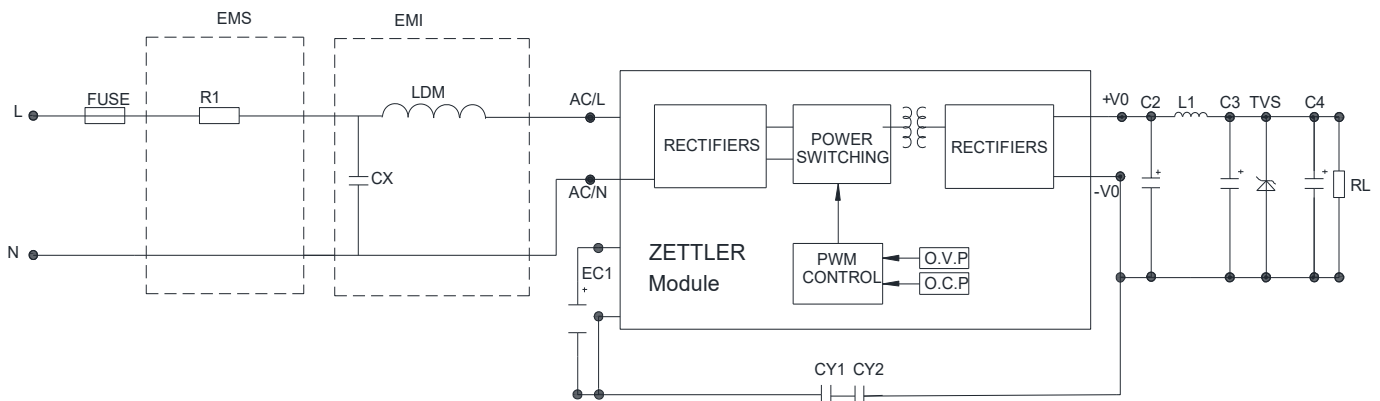 EMS
EMI
L
FUSE
R1
LDM
CX
N
AC/L
AC/N
EC1
+
RECTIFIERS
POWER
SWITCHING
RECTIFIERS
ZETTLER
Module
PWM
CONTROL
O.V.P
O.C.P
+V0
-V0
C2
+
L1
C3
+
TVS
C4
+
RL
CY1
CY2